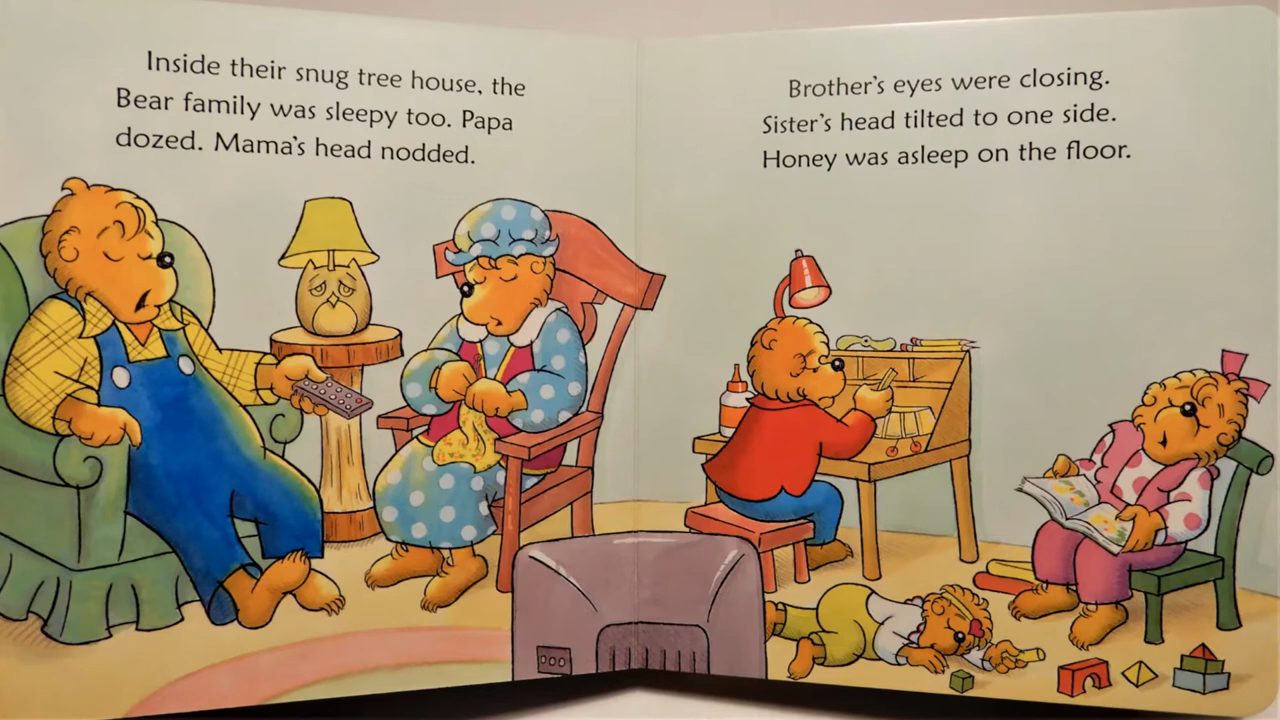 Inside their snug tree house, the
Bear family was sleepy too. Papa
dozed. Mama's head nodded.
Brother's eyes were closing.
Sister's head tilted to one side.
Honey was asleep on the floor.